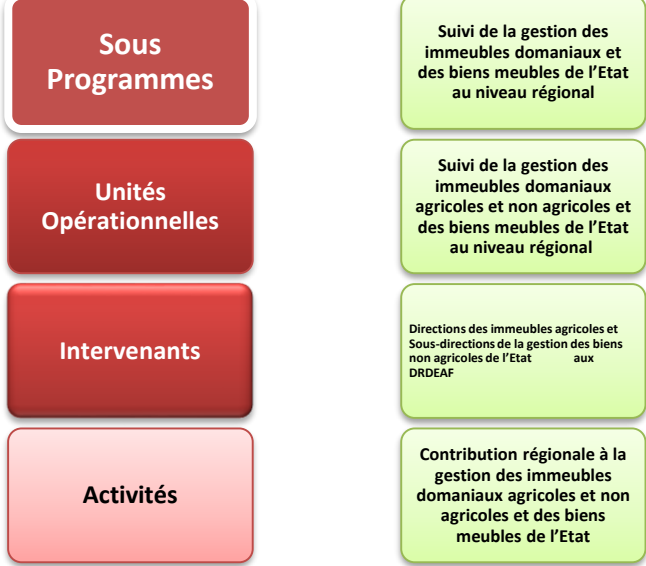 Sous
Programmes
Suivi de la gestion des
immeubles domaniaux et
des biens meubles de l’Etat
au niveau régional
Unités
Opérationnelles
Suivi de la gestion des
immeubles domaniaux
agricoles et non agricoles et
des biens meubles de l’Etat
au niveau régional
Intervenants
Directions des immeubles agricoles et
Sous-directions de la gestion des biens
non agricoles de l’Etat aux
DRDEAF
Activités
Contribution régionale à la
gestion des immeubles
domaniaux agricoles et non
agricoles et des biens
meubles de l’Etat